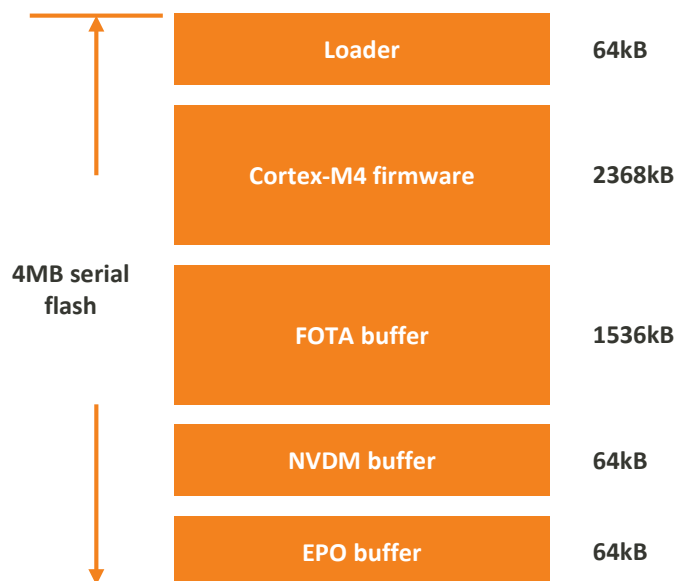 Loader 64kB
Cortex-M4 firmware 2368kB
4MB serial
flash
FOTA buffer 1536kB
NVDM buffer 64kB
EPO buffer 64kB